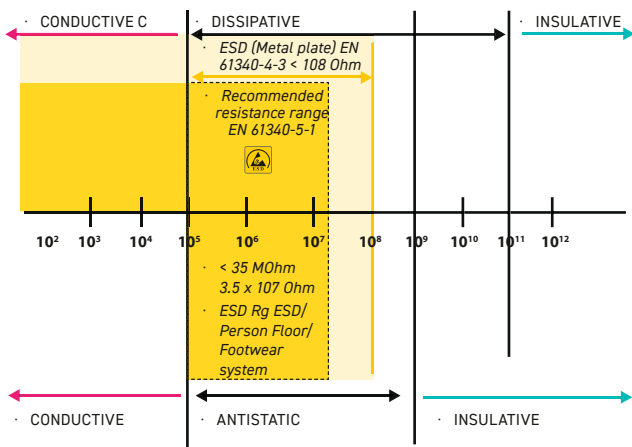 · CONDUCTIVE C
· DISSIPATIVE
· INSULATIVE
· ESD (Metal plate) EN
61340-4-3 < 108 Ohm
· Recommended
resistance range
EN 61340-5-1
ESD
10² 10³ 10⁴ 10⁵ 10⁶ 10⁷ 10⁸ 10⁹ 10¹⁰ 10¹¹ 10¹²
· < 35 MOhm
3.5 x 107 Ohm
· ESD Rg ESD/
Person Floor/
Footwear
system
· CONDUCTIVE
· ANTISTATIC
· INSULATIVE